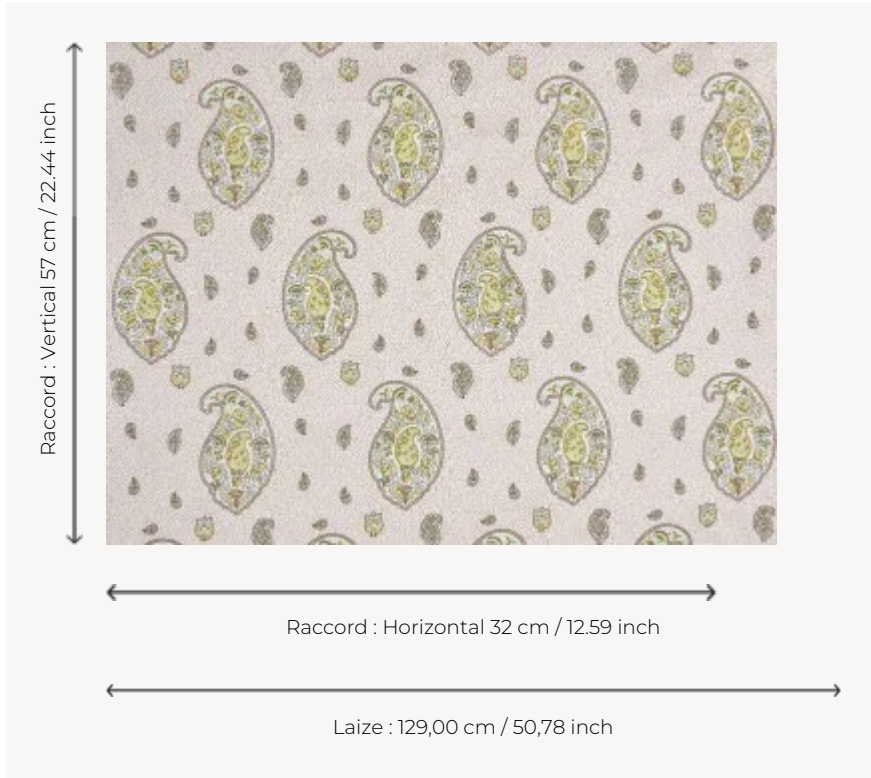 Raccord : Vertical 57 cm / 22.44 inch
Raccord : Horizontal 32 cm / 12.59 inch
Laize : 129,00 cm / 50,78 inch